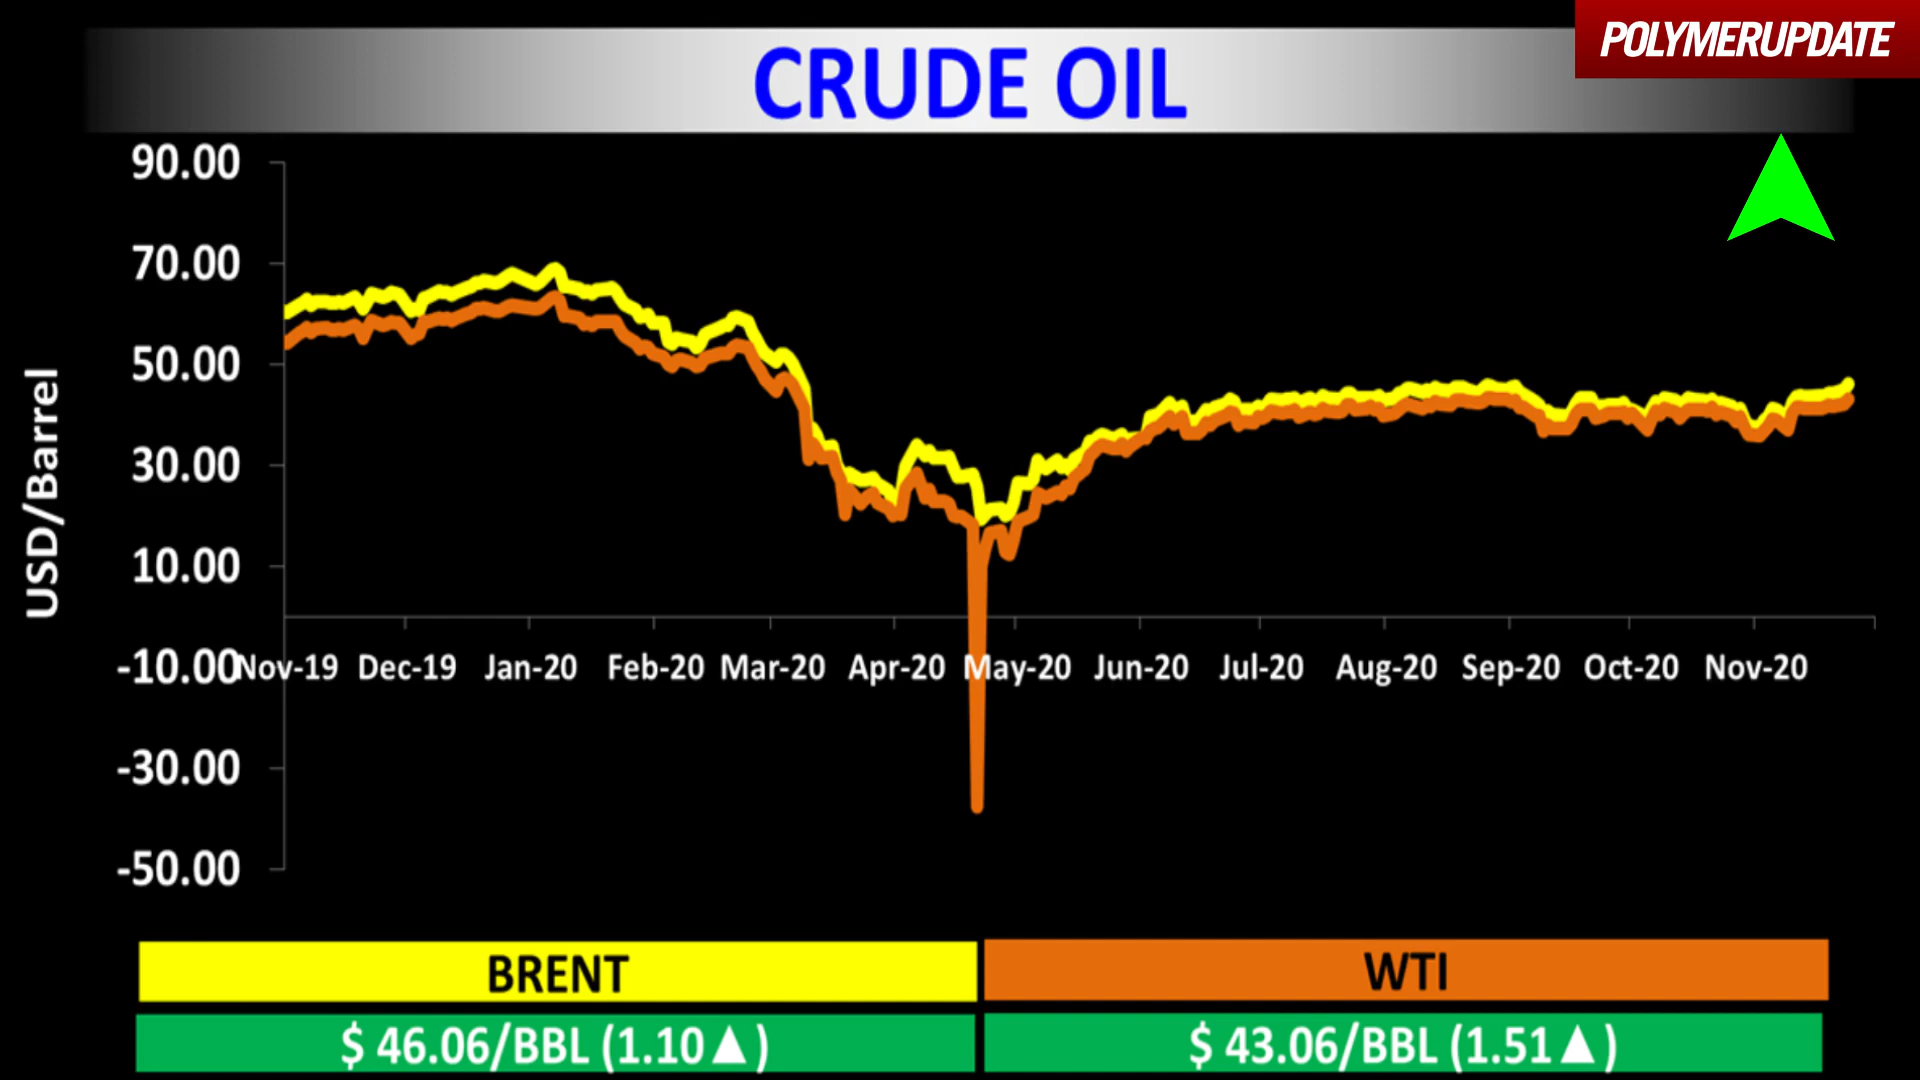 POLYMERUPDATE
CRUDE OIL
90.00
70.00
50.00
30.00
10.00
-10.00
-30.00
-50.00
USD/Barrel
Nov-19 Dec-19 Jan-20 Feb-20 Mar-20 Apr-20 May-20 Jun-20 Jul-20 Aug-20 Sep-20 Oct-20 Nov-20
BRENT
WTI
$ 46.06/BBL (1.10▲)
$ 43.06/BBL (1.51▲)